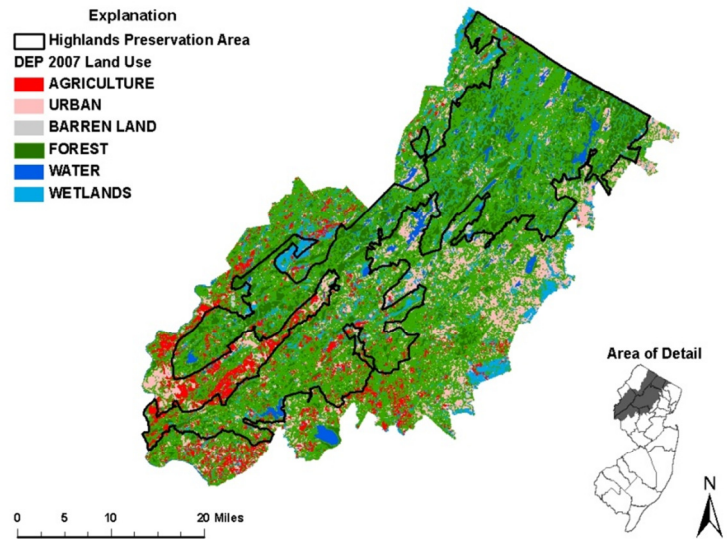 Explanation
Highlands Preservation Area
DEP 2007 Land Use
AGRICULTURE
URBAN
BARREN LAND
FOREST
WATER
WETLANDS
Area of Detail
N
0 5 10 20 Miles